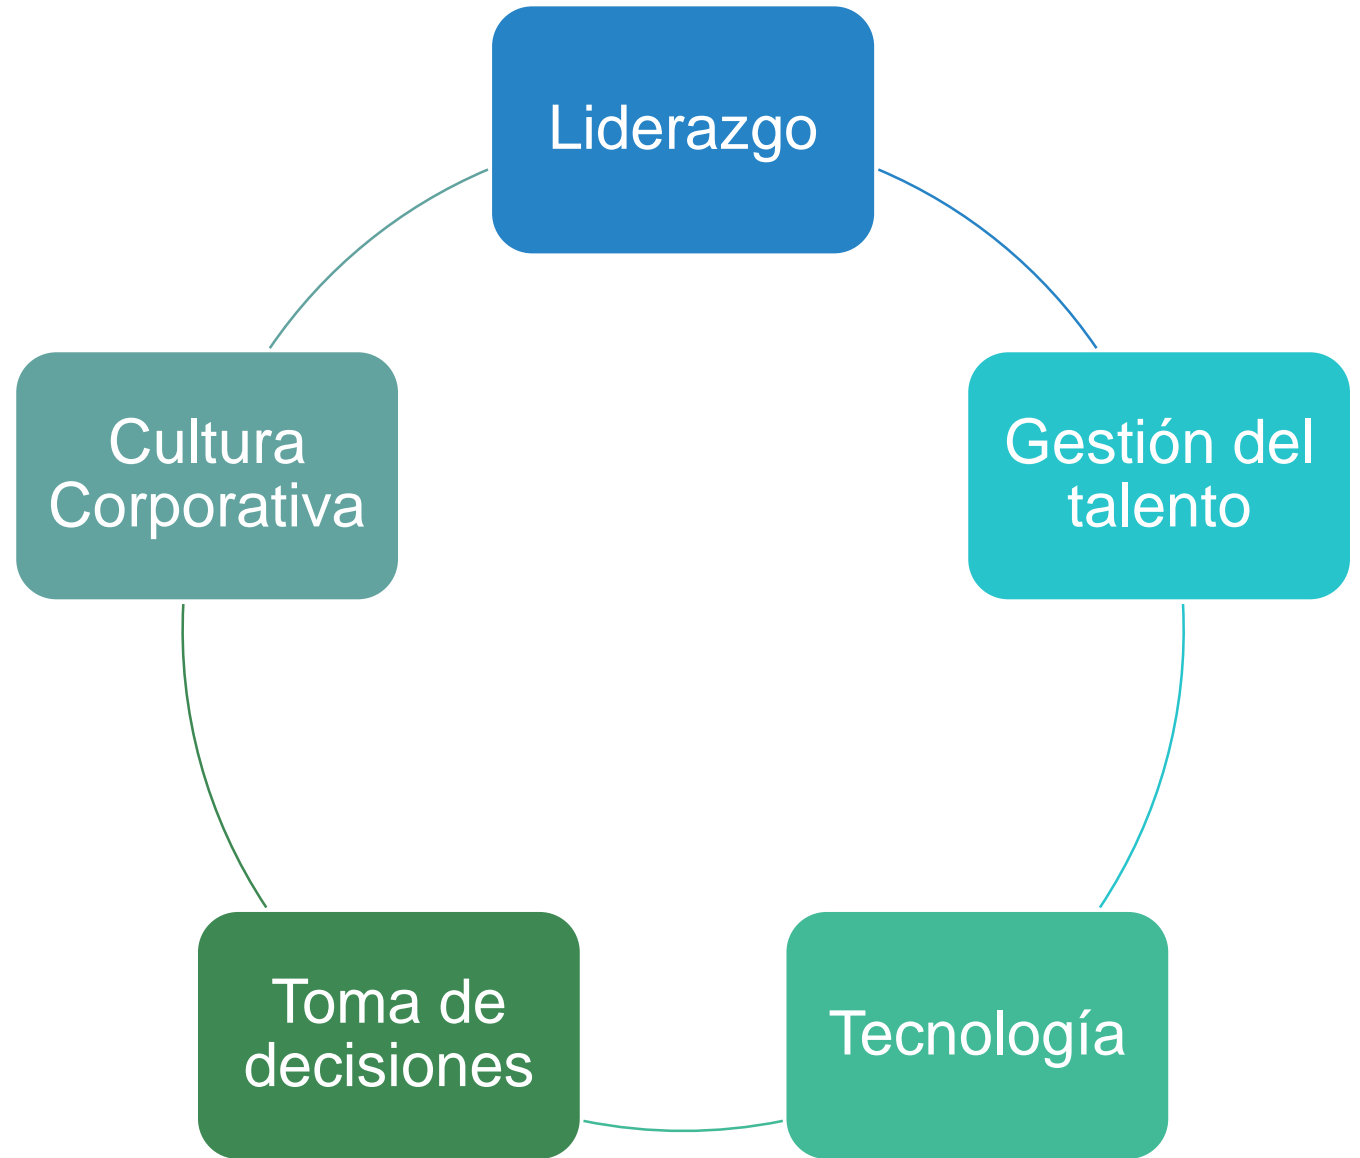 Liderazgo
Gestión del
talento
Tecnología
Toma de
decisiones
Cultura
Corporativa